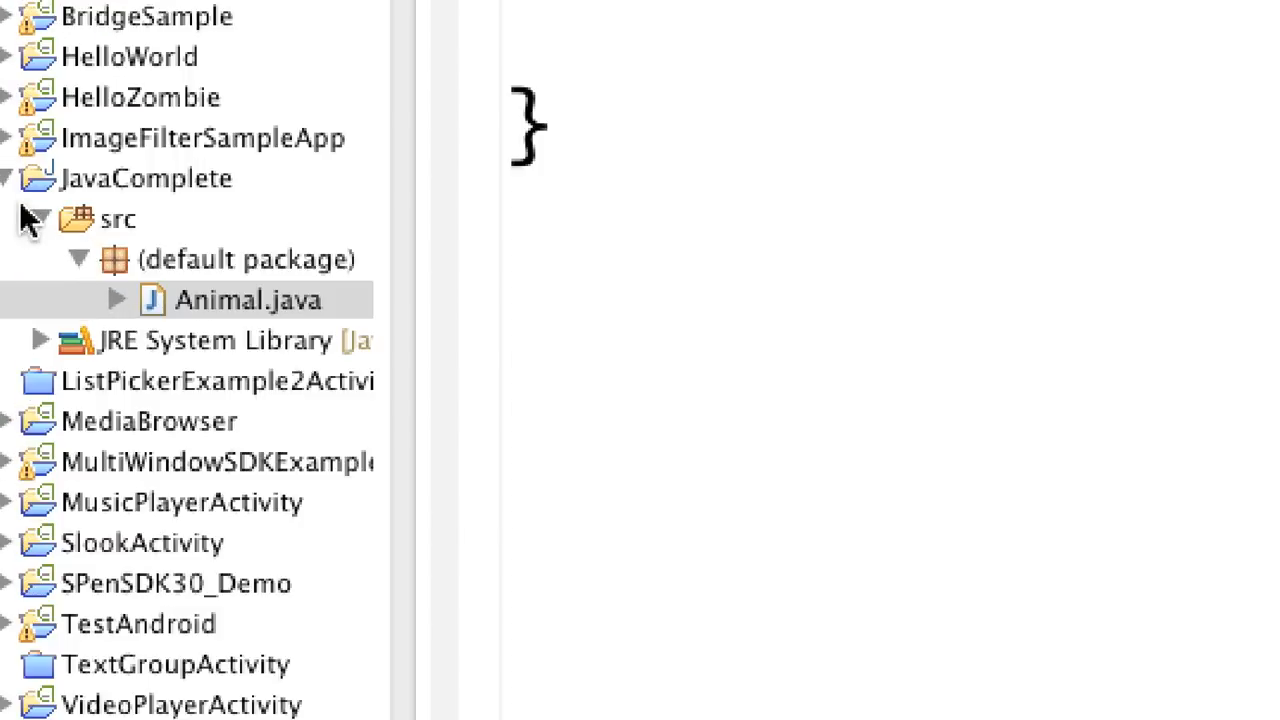 BridgeSample
HelloWorld
HelloZombie
ImageFilterSampleApp
JavaComplete
src
(default package)
Animal.java
JRE System Library [Ja
ListPickerExample2Activi
MediaBrowser
MultiWindowSDKExample
MusicPlayerActivity
SlookActivity
SPenSDK30_Demo
TestAndroid
TextGroupActivity
VideoPlayerActivity
}